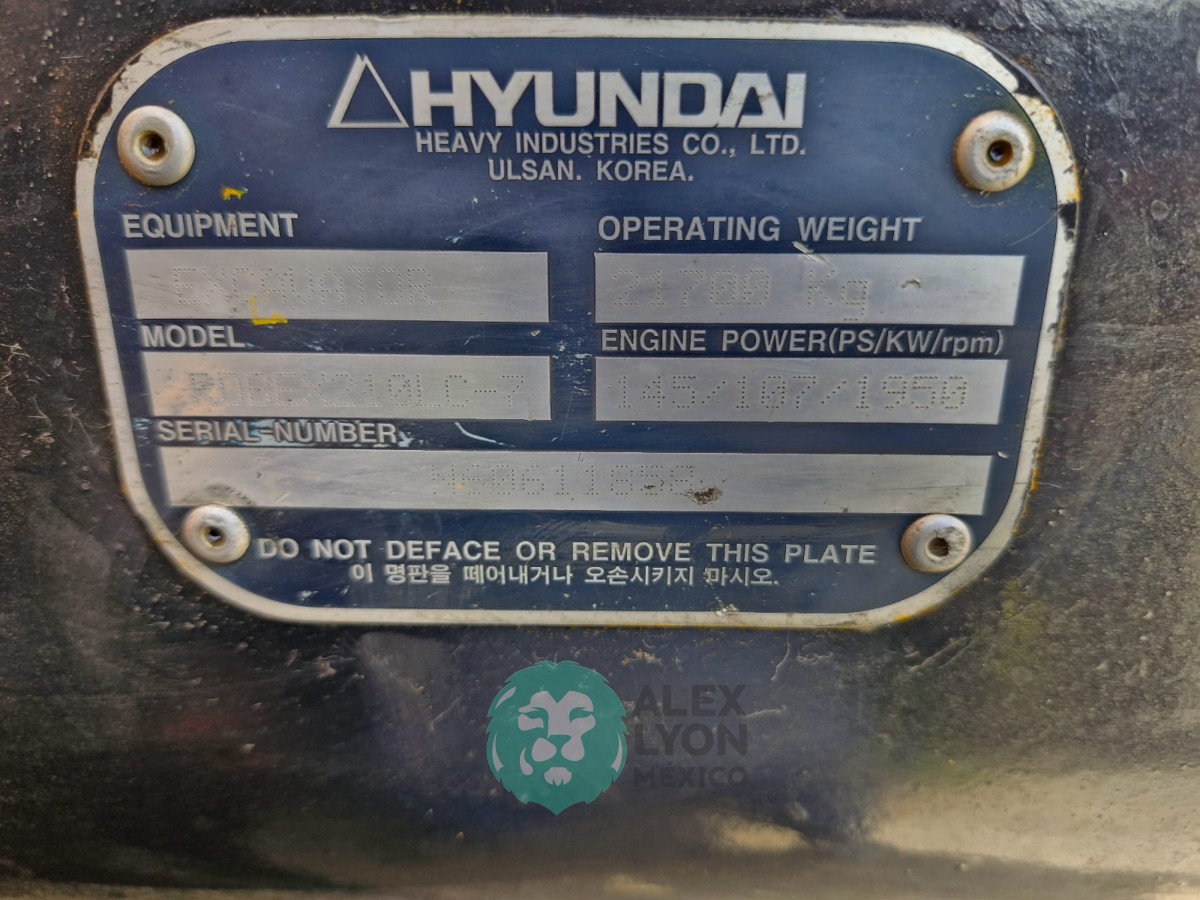 HYUNDAI
HEAVY INDUSTRIES CO., LTD.
ULSAN. KOREA.
EQUIPMENT
OPERATING WEIGHT
EXCAVATOR
21700 Kg
MODEL
ENGINE POWER(PS/KW/rpm)
ROBEX210LC-7
145/107/1950
SERIAL NUMBER
DO NOT DEFACE OR REMOVE THIS PLATE
이 명판을 떼어내거나 오손시키지 마시오.
ALEX
LYON
MÉXICO